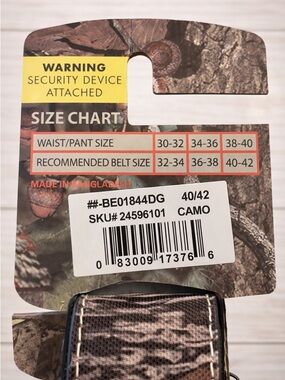 WARNING
SECURITY DEVICE
ATTACHED
SIZE CHART
WAIST/PANT SIZE 30-32 34-36 38-40
RECOMMENDED BELT SIZE 32-34 36-38 40-42
MADE IN BANGLADESH
##-BE01844DG 40/42
SKU# 24596101 CAMO
0 83009 17376 6